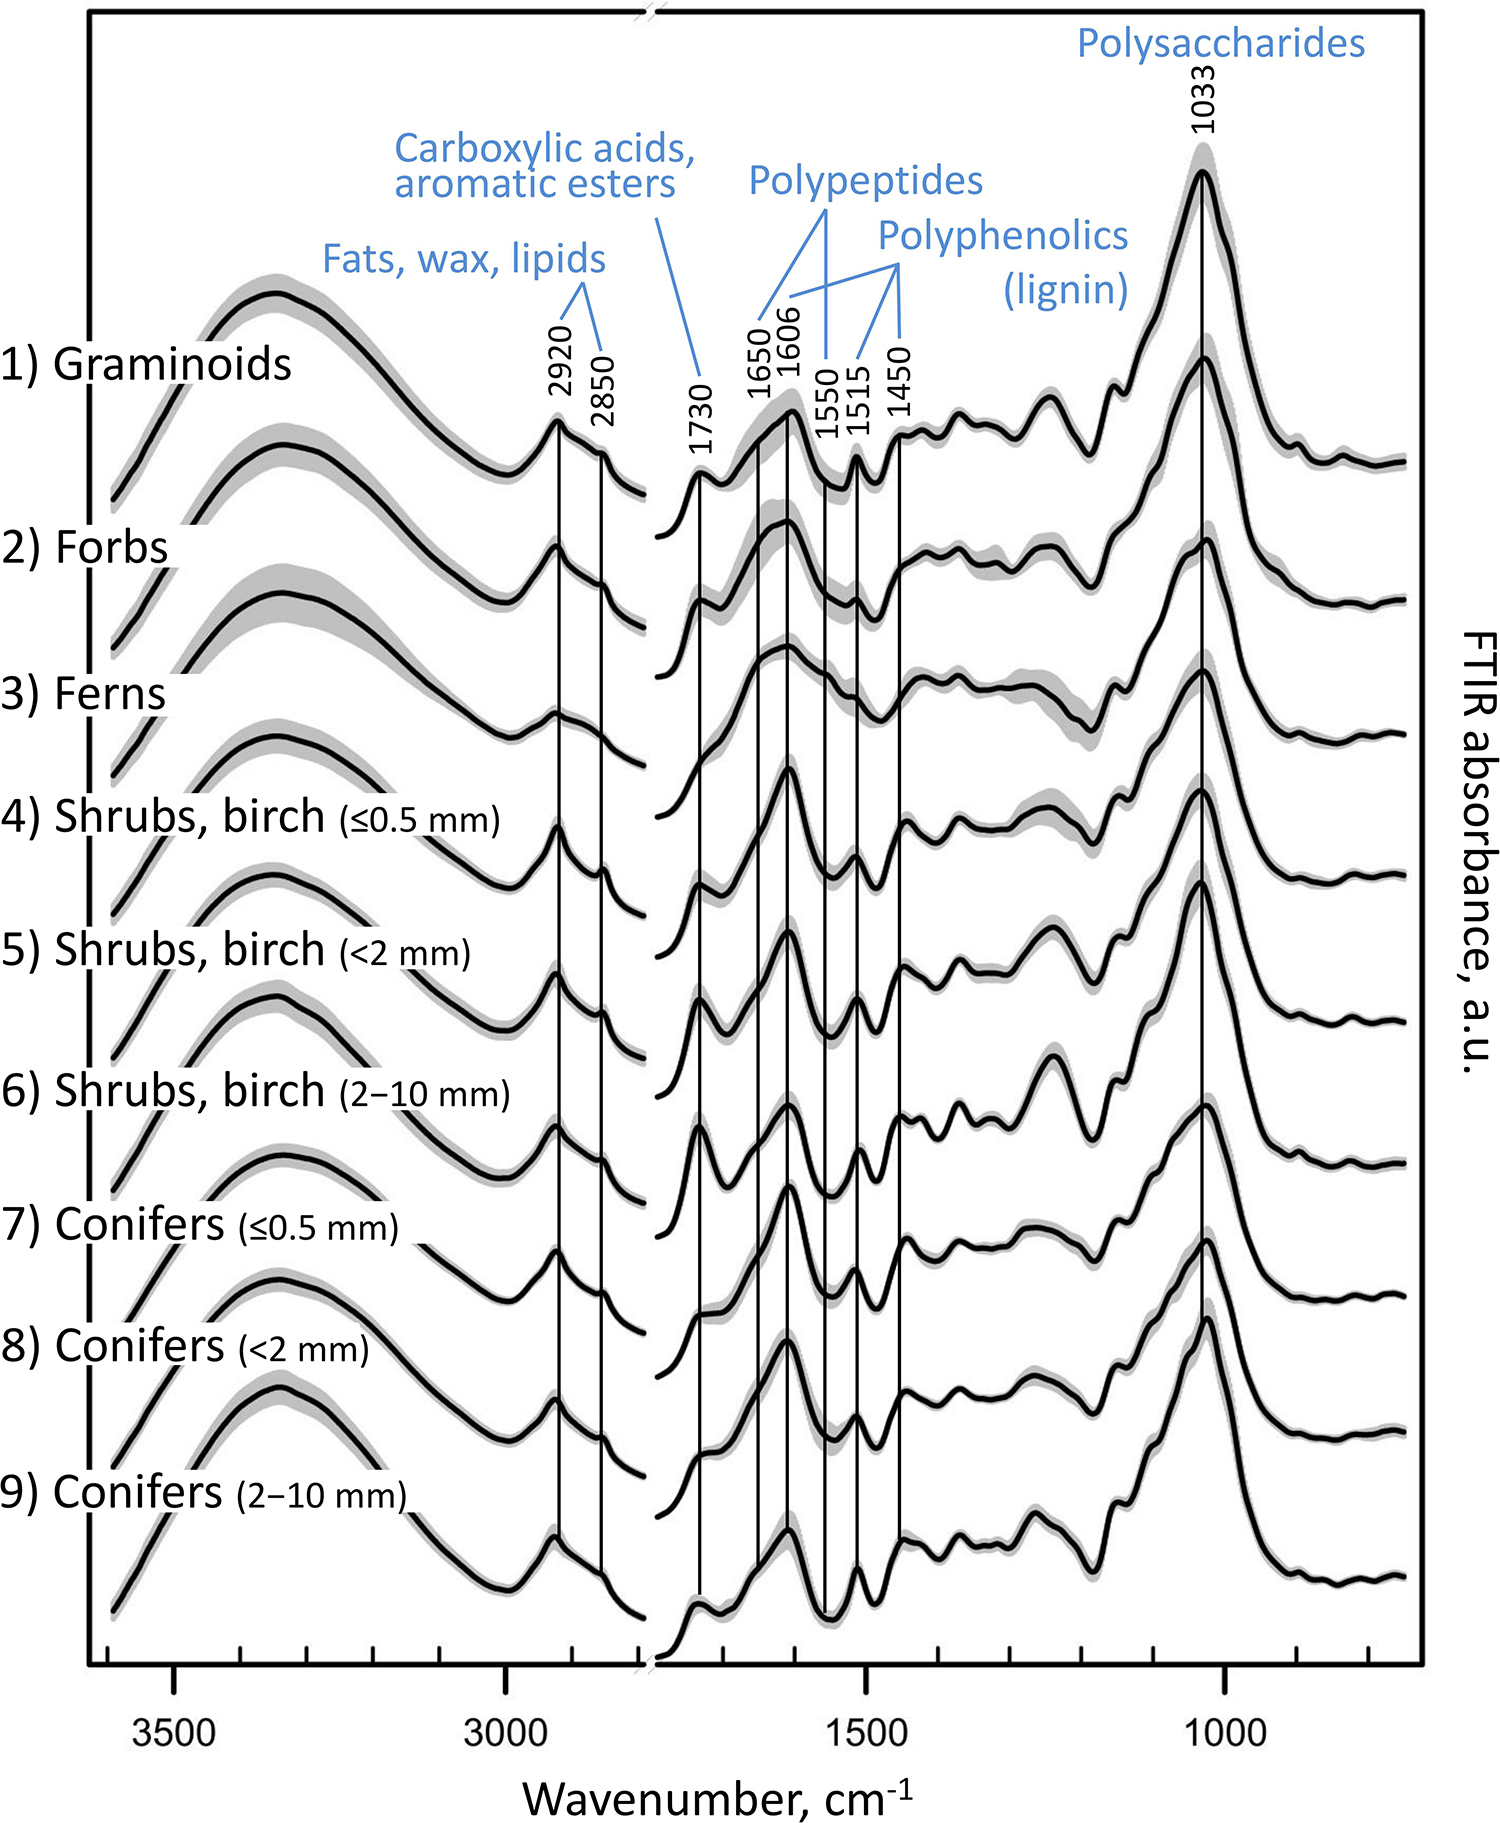 Polysaccharides
1033
Carboxylic acids,
aromatic esters
Polypeptides
Polyphenolics
(lignin)
Fats, wax, lipids
2920
2850
1730
1650
1606
1550
1515
1450
1) Graminoids
2) Forbs
3) Ferns
4) Shrubs, birch (≤0.5 mm)
5) Shrubs, birch (<2 mm)
6) Shrubs, birch (2–10 mm)
7) Conifers (≤0.5 mm)
8) Conifers (<2 mm)
9) Conifers (2–10 mm)
FTIR absorbance, a.u.
3500 3000 1500 1000
Wavenumber, cm⁻¹